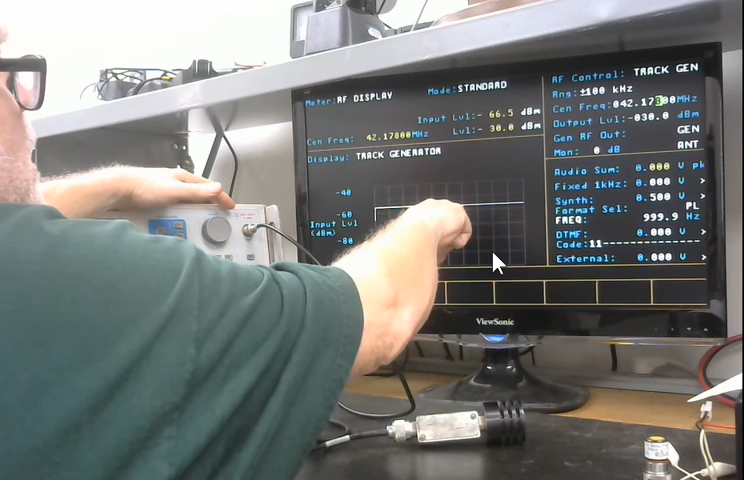 Meter:RF DISPLAY
Mode:STANDARD
Input Lvl:- 66.5 dBm
Cen Freq: 42.17800MHz
Lvl:- 30.0 dBm
Display: TRACK GENERATOR
-40
-60
Input Lvl
(dBm)
-80
RF Control: TRACK GEN
Rng:±100 kHz
Cen Freq:042.17800MHz
Output Lvl:-030.0 dBm
Gen RF Out: GEN
Mon: 0 dB ANT
Audio Sum: 0.000 V pk
Fixed 1kHz: 0.000 V >
Synth: 0.500 V >
Format Sel: PL
FREQ: 999.9 Hz
DTMF: 0.000 V >
Code:11--------------
External: 0.000 V >
ViewSonic